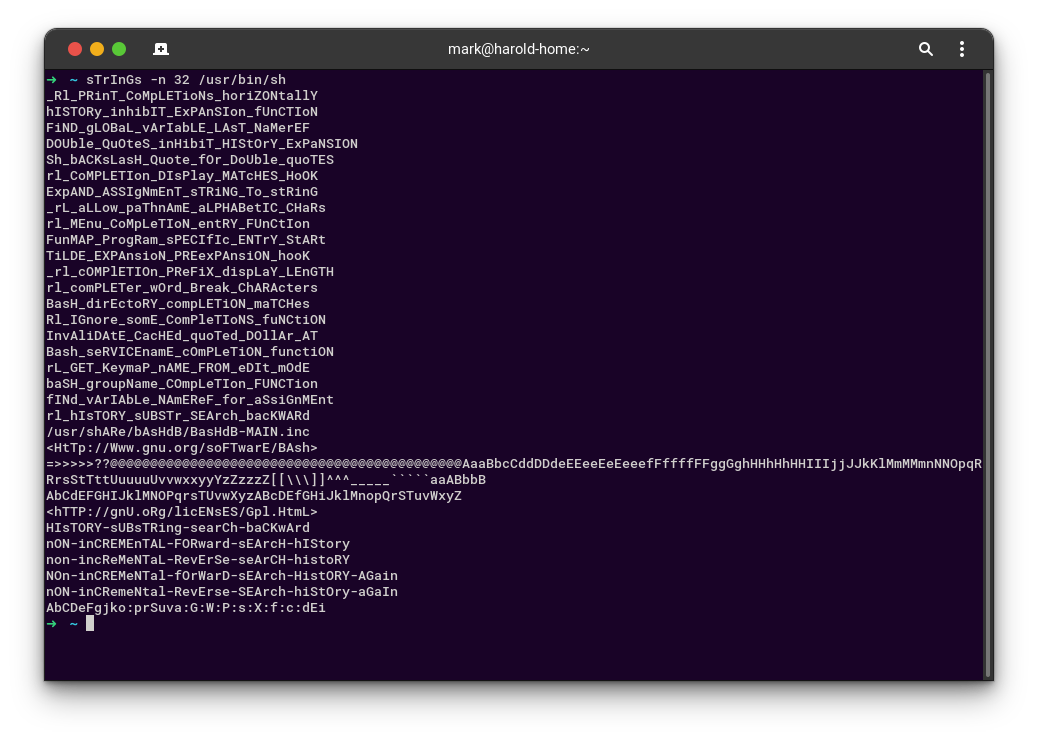 mark@harold-home:~
➜ ~ sTrInGs -n 32 /usr/bin/sh
_Rl_PRinT_CoMpLETioNs_horiZONtallY
hISTORy_inhibIT_ExPAnSIon_fUnCTIoN
FiND_gLOBaL_vArIabLE_LAsT_NaMerEF
DOUble_QuOteS_inHibiT_HIStOrY_ExPaNSION
Sh_bACKsLasH_Quote_fOr_DoUble_quoTES
rl_CoMPLETIon_DIsPlay_MATcHES_HoOK
ExpAND_ASSIgNmEnT_sTRiNG_To_stRinG
_rL_aLLow_paThnAmE_aLPHABetIC_CHaRs
rl_MEnu_CoMpLeTIoN_entRY_FUnCtIon
FunMAP_ProgRam_sPECIfIc_ENTrY_StARt
TiLDE_EXPAnsioN_PREexPAnsiON_hooK
_rl_cOMPlETIOn_PReFiX_dispLaY_LEnGTH
rl_comPLETer_wOrd_Break_ChARActers
BasH_dirEctoRY_compLETiON_maTCHes
Rl_IGnore_somE_ComPleTIoNS_fuNCtiON
InvAliDAtE_CacHEd_quoTed_DOllAr_AT
Bash_seRVICEnamE_cOmPLeTiON_functiON
rL_GET_KeymaP_nAME_FROM_eDIt_mOdE
baSH_groupName_COmpLeTIon_FUNCTion
fINd_vArIAbLe_NAmEReF_for_aSsiGnMEnt
rl_hIsTORY_sUBSTr_SEArch_bacKWARd
/usr/shARe/bAsHdB/BasHdB-MAIN.inc
<HtTp://Www.gnu.org/soFTwarE/BAsh>
=>>>>>??@@@@@@@@@@@@@@@@@@@@@@@@@@@@@@@@@@@@@@@@@@@@AaaBbcCddDDdeEEeeEeEeeefFffffFFggGghHHhHhHHIIIjjJJkKlMmMMmnNNOpqR
RrsStTttUuuuuUvvwxxyyYzZzzzZ[[\\\]]^^^_____`````aaABbbB
AbCdEFGHIJklMNOPqrsTUvwXyzABcDEfGHiJklMnopQrSTuvWxyZ
<hTTP://gnU.oRg/licENsES/Gpl.HtmL>
HIsTORY-sUBsTRing-searCh-baCKwArd
nON-inCREMEnTAL-FORward-sEArcH-hIStory
non-incReMeNTaL-RevErSe-seArCH-histoRY
NOn-inCREMeNTal-fOrWarD-sEArch-HistORY-AGain
nON-inCRemeNtal-RevErse-SEArch-hiStOry-aGaIn
AbCDeFgjko:prSuva:G:W:P:s:X:f:c:dEi
➜ ~